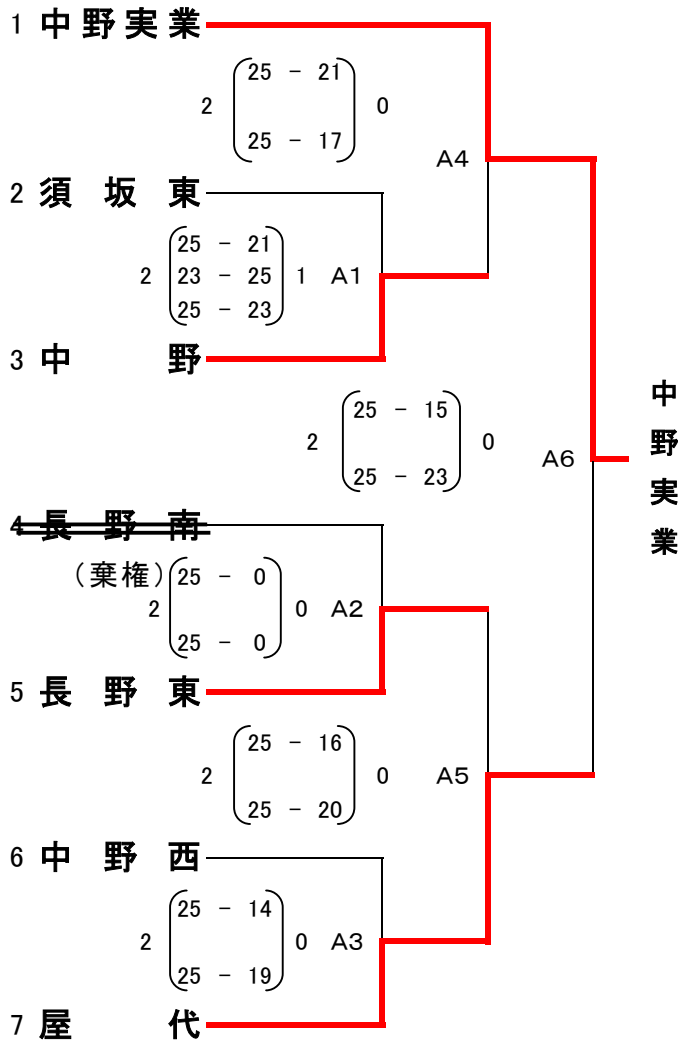 1 中野実業
25 － 21
2 0
25 － 17
A4
2 須坂東
25 － 21
2 23 － 25 1 A1
25 － 23
3 中野
25 － 15
2 0 A6
25 － 23
中野実業
4 長野南
(棄権) 25 － 0
2 0 A2
25 － 0
5 長野東
25 － 16
2 0 A5
25 － 20
6 中野西
25 － 14
2 0 A3
25 － 19
7 屋代